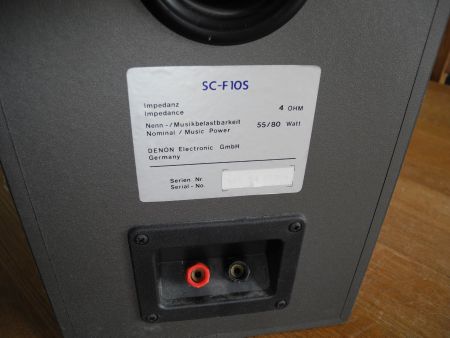 SC-F10S
Impedanz
Impedance
4 OHM
Nenn-/Musikbelastbarkeit
Nominal / Music Power
55/80 Watt
DENON Electronic GmbH
Germany
Serien Nr.
Serial-No.